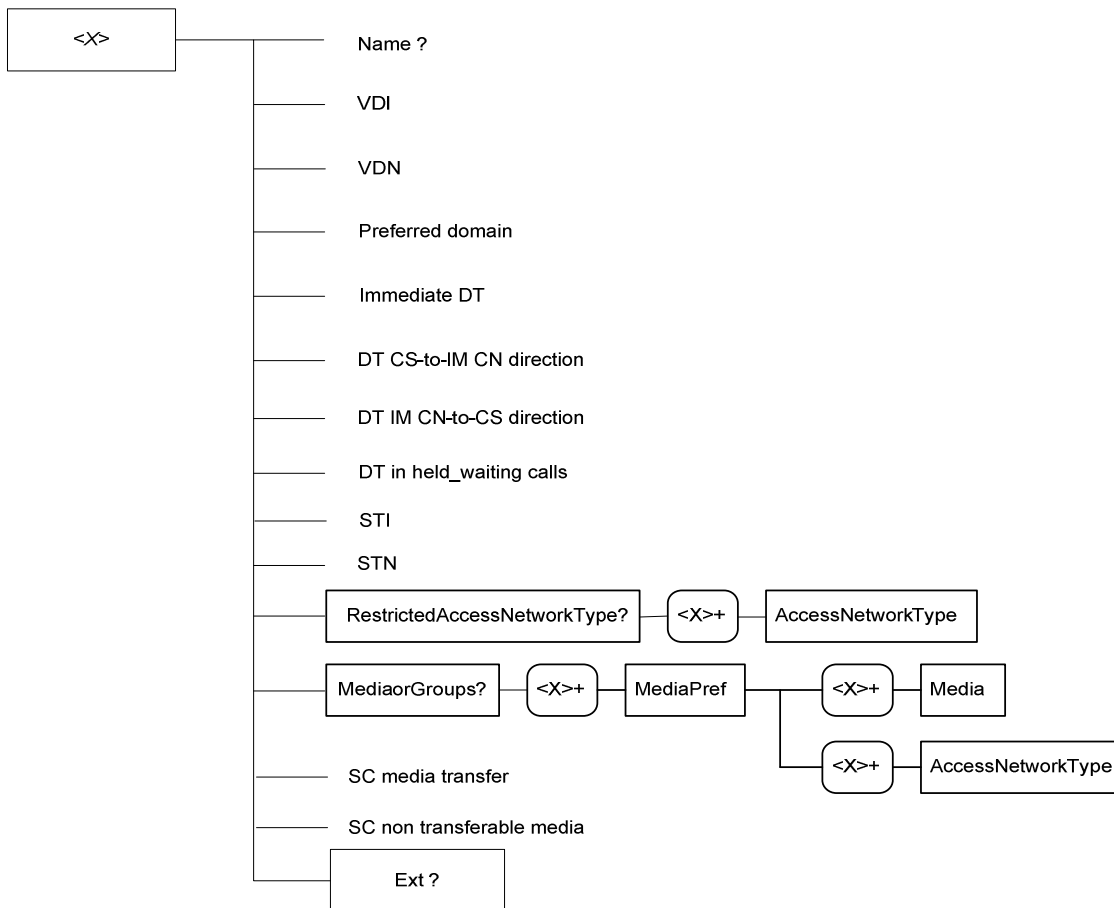 <X>
Name ?
VDI
VDN
Preferred domain
Immediate DT
DT CS-to-IM CN direction
DT IM CN-to-CS direction
DT in held_waiting calls
STI
STN
RestrictedAccessNetworkType? <X>+ AccessNetworkType
MediaorGroups? <X>+ MediaPref <X>+ Media
<X>+ AccessNetworkType
SC media transfer
SC non transferable media
Ext ?